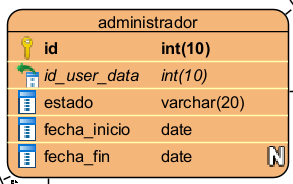 administrador
id int(10)
id_user_data int(10)
estado varchar(20)
fecha_inicio date
fecha_fin date N